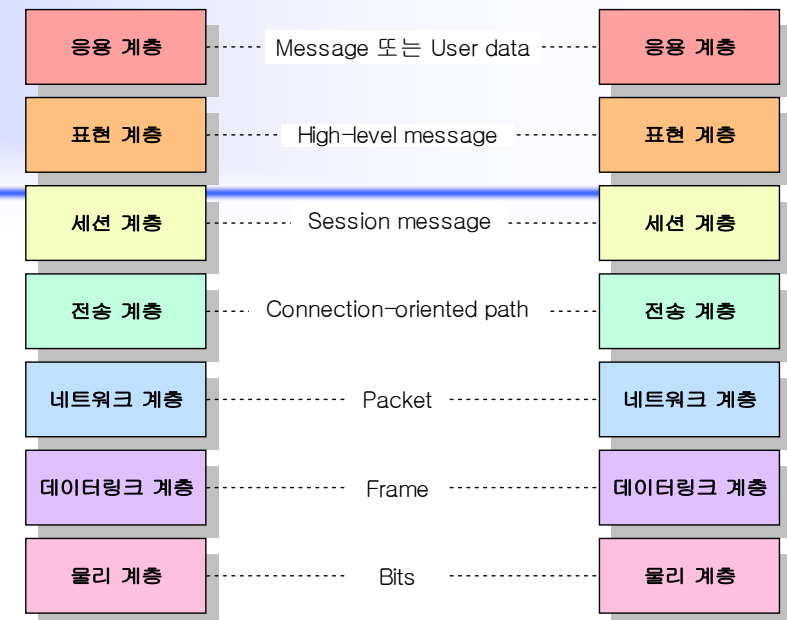 응용 계층 Message 또는 User data 응용 계층
표현 계층 High-level message 표현 계층
세션 계층 Session message 세션 계층
전송 계층 Connection-oriented path 전송 계층
네트워크 계층 Packet 네트워크 계층
데이터링크 계층 Frame 데이터링크 계층
물리 계층 Bits 물리 계층